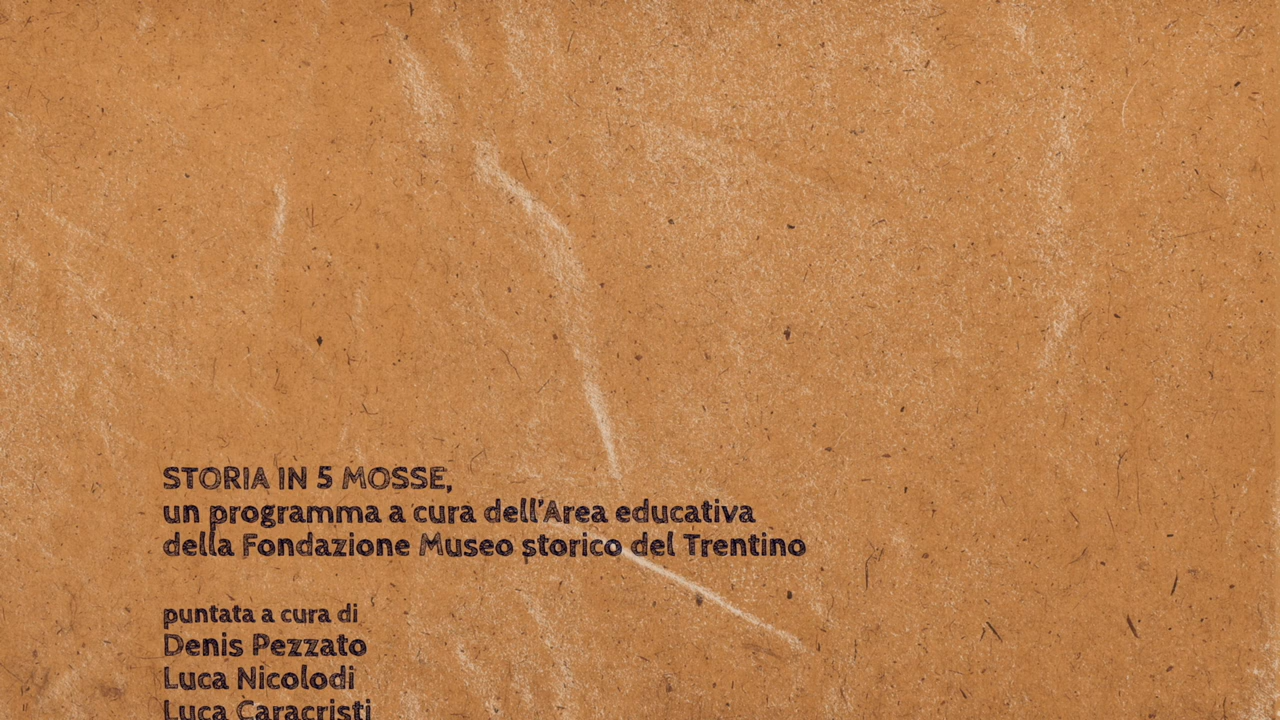 STORIA IN 5 MOSSE,
un programma a cura dell'Area educativa
della Fondazione Museo storico del Trentino
puntata a cura di
Denis Pezzato
Luca Nicolodi
Luca Caracristi